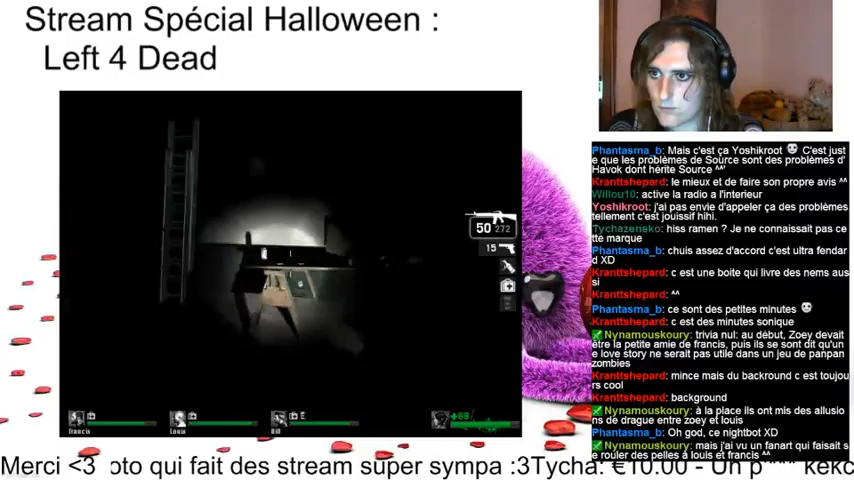 Stream Spécial Halloween :
Left 4 Dead
50 272
15
Francis
Louis
Bill
E
+68
Phantasma_b: Mais c'est ça Yoshikroot C'est just
e que les problèmes de Source sont des problèmes d'
Havok dont hérite Source ^^'
Kranttshepard: le mieux et de faire son propre avis ^^
Willou10: active la radio a l'interieur
Yoshikroot: j'ai pas envie d'appeler ça des problèmes
tellement c'est jouissif hihi.
Tychazeneko: hiss ramen ? Je ne connaissait pas ce
tte marque
Phantasma_b: chuis assez d'accord c'est ultra fendar
d XD
Kranttshepard: c est une boite qui livre des nems aus
si
Kranttshepard: ^^
Phantasma_b: ce sont des petites minutes
Kranttshepard: c est des minutes sonique
Nynamouskoury: trivia nul: au début, Zoey devait
être la petite amie de francis, puis ils se sont dit qu'un
e love story ne serait pas utile dans un jeu de panpan
zombies
Kranttshepard: mince mais du backround c est toujou
rs cool
Kranttshepard: background
Nynamouskoury: à la place ils ont mis des allusio
ns de drague entre zoey et louis
Phantasma_b: Oh god, ce nightbot XD
Nynamouskoury: mais j'ai vu un fanart qui faisait s
e rouler des pelles à louis et francis ^^
Merci <3 oto qui fait des stream super sympa :3Tycha: €10.00 - Un p**** kekc